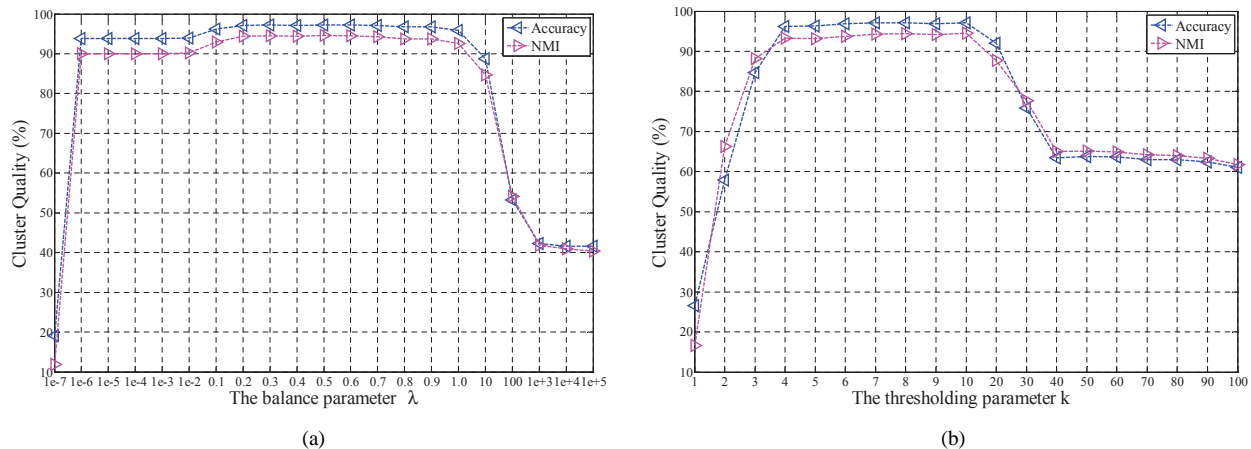 100
90
80
70
60
50
40
30
20
10
Cluster Quality (%)
Accuracy
NMI
1e-7 1e-6 1e-5 1e-4 1e-3 1e-2 0.1 0.2 0.3 0.4 0.5 0.6 0.7 0.8 0.9 1.0 10 100 1e+3 1e+4 1e+5
The balance parameter λ
(a)
100
90
80
70
60
50
40
30
20
10
Cluster Quality (%)
Accuracy
NMI
1 2 3 4 5 6 7 8 9 10 20 30 40 50 60 70 80 90 100
The thresholding parameter k
(b)